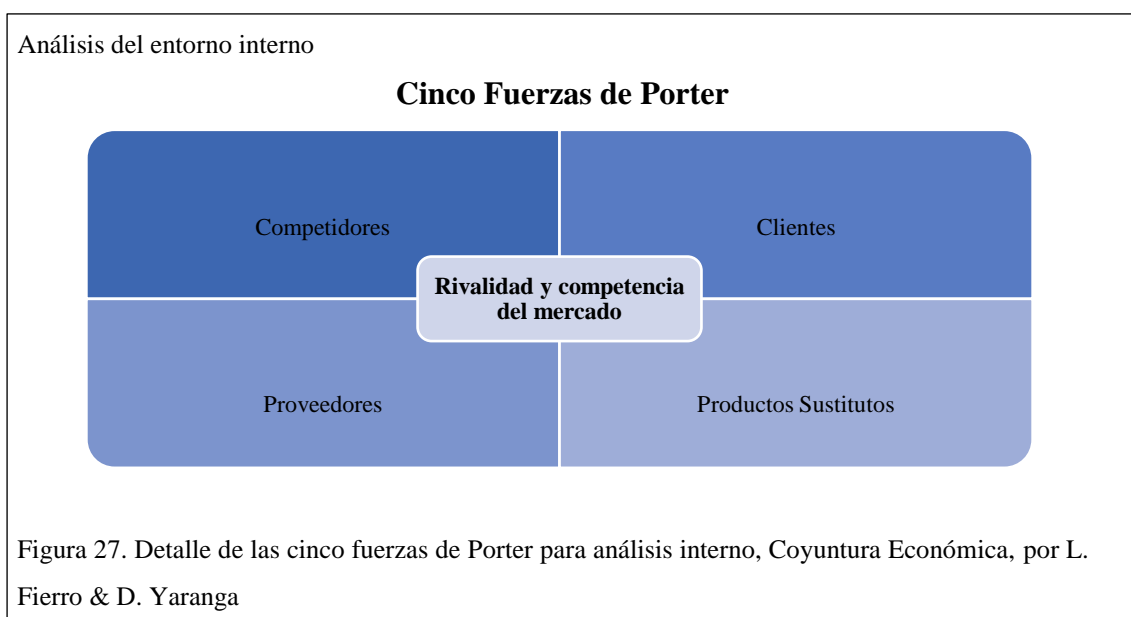 Análisis del entorno interno
Cinco Fuerzas de Porter
Competidores
Clientes
Rivalidad y competencia
del mercado
Proveedores
Productos Sustitutos
Figura 27. Detalle de las cinco fuerzas de Porter para análisis interno, Coyuntura Económica, por L.
Fierro & D. Yaranga